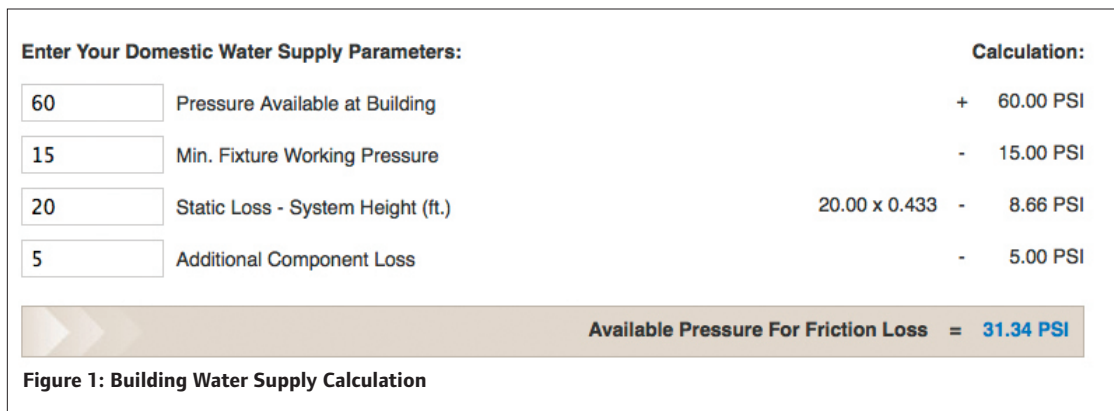 Enter Your Domestic Water Supply Parameters: Calculation:
60 Pressure Available at Building + 60.00 PSI
15 Min. Fixture Working Pressure - 15.00 PSI
20 Static Loss - System Height (ft.) 20.00 x 0.433 - 8.66 PSI
5 Additional Component Loss - 5.00 PSI
Available Pressure For Friction Loss = 31.34 PSI
Figure 1: Building Water Supply Calculation